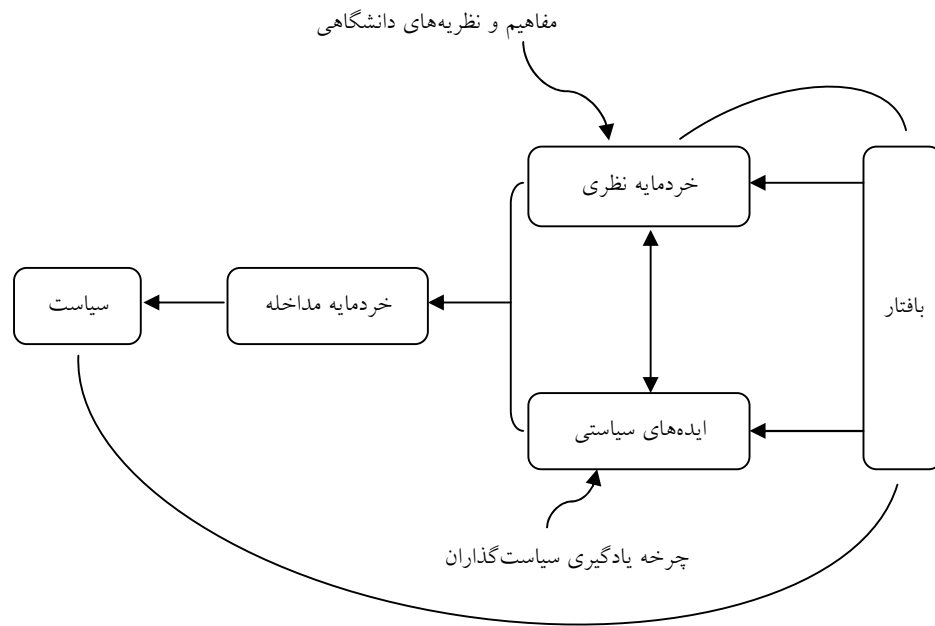 مفاهیم و نظریه‌های دانشگاهی
خردمایه نظری
بافتار
خردمایه مداخله
سیاست
ایده‌های سیاستی
چرخه یادگیری سیاست‌گذاران